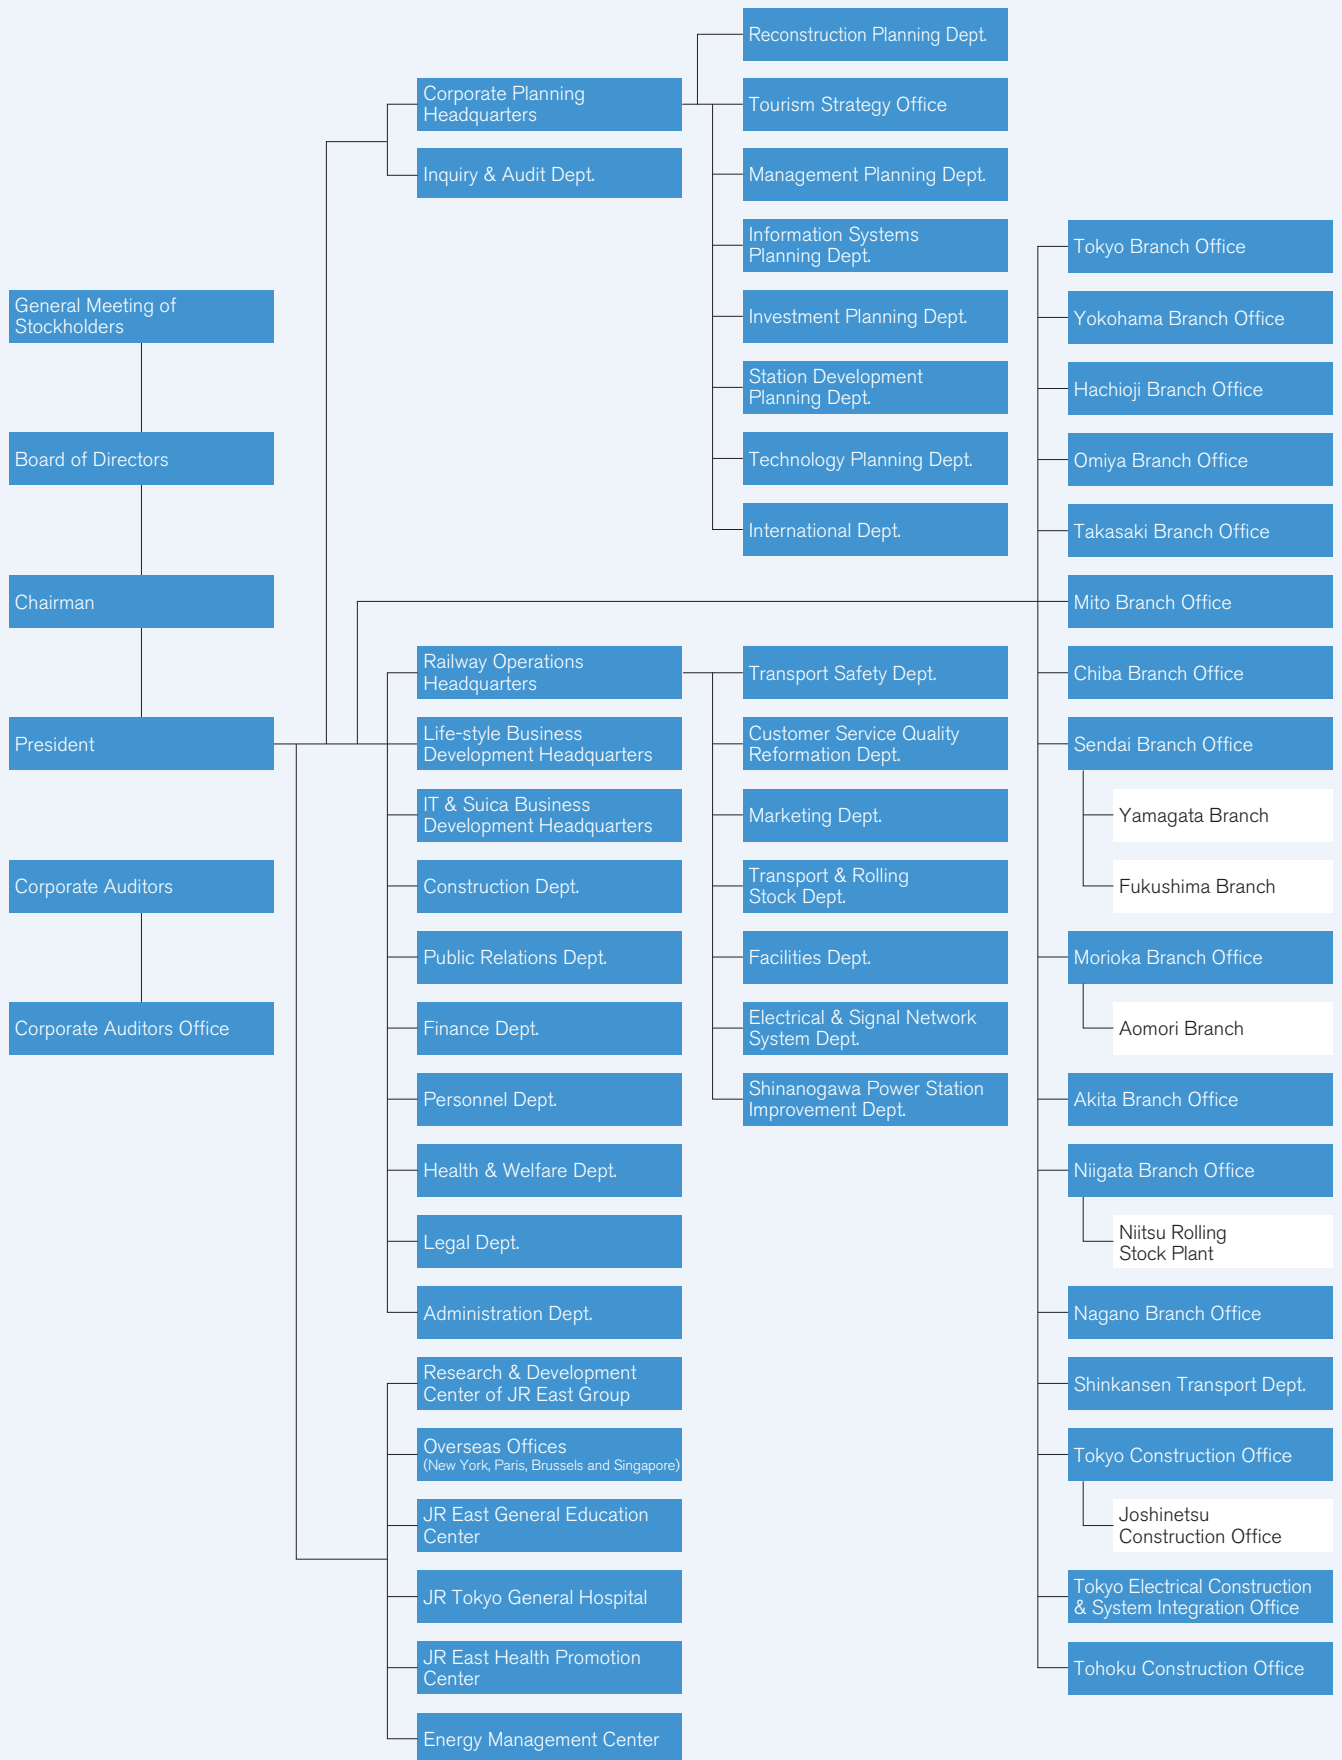 General Meeting of
Stockholders
Board of Directors
Chairman
President
Corporate Auditors
Corporate Auditors Office
Corporate Planning
Headquarters
Inquiry & Audit Dept.
Railway Operations
Headquarters
Life-style Business
Development Headquarters
IT & Suica Business
Development Headquarters
Construction Dept.
Public Relations Dept.
Finance Dept.
Personnel Dept.
Health & Welfare Dept.
Legal Dept.
Administration Dept.
Research & Development
Center of JR East Group
Overseas Offices
(New York, Paris, Brussels and Singapore)
JR East General Education
Center
JR Tokyo General Hospital
JR East Health Promotion
Center
Energy Management Center
Reconstruction Planning Dept.
Tourism Strategy Office
Management Planning Dept.
Information Systems
Planning Dept.
Investment Planning Dept.
Station Development
Planning Dept.
Technology Planning Dept.
International Dept.
Transport Safety Dept.
Customer Service Quality
Reformation Dept.
Marketing Dept.
Transport & Rolling
Stock Dept.
Facilities Dept.
Electrical & Signal Network
System Dept.
Shinanogawa Power Station
Improvement Dept.
Tokyo Branch Office
Yokohama Branch Office
Hachioji Branch Office
Omiya Branch Office
Takasaki Branch Office
Mito Branch Office
Chiba Branch Office
Sendai Branch Office
Yamagata Branch
Fukushima Branch
Morioka Branch Office
Aomori Branch
Akita Branch Office
Niigata Branch Office
Niitsu Rolling
Stock Plant
Nagano Branch Office
Shinkansen Transport Dept.
Tokyo Construction Office
Joshinetsu
Construction Office
Tokyo Electrical Construction
& System Integration Office
Tohoku Construction Office